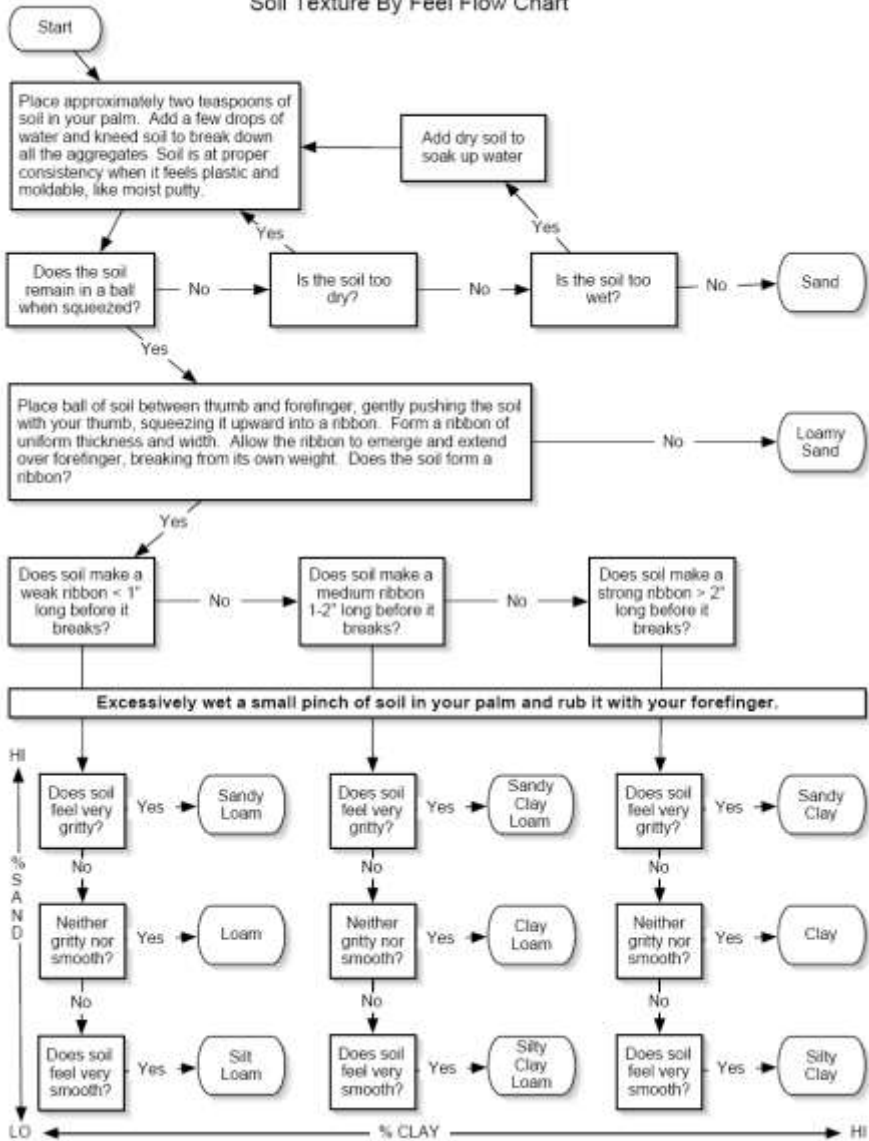 Soil Texture By Feel Flow Chart
Start
Place approximately two teaspoons of
soil in your palm. Add a few drops of
water and kneed soil to break down
all the aggregates. Soil is at proper
consistency when it feels plastic and
moldable, like moist putty.
Add dry soil to
soak up water
Yes
Yes
Does the soil
remain in a ball
when squeezed?
No
Is the soil too
dry?
No
Is the soil too
wet?
No
Sand
Yes
Place ball of soil between thumb and forefinger, gently pushing the soil
with your thumb, squeezing it upward into a ribbon. Form a ribbon of
uniform thickness and width. Allow the ribbon to emerge and extend
over forefinger, breaking from its own weight. Does the soil form a
ribbon?
No
Loamy
Sand
Yes
Does soil make a
weak ribbon < 1"
long before it
breaks?
No
Does soil make a
medium ribbon
1-2" long before it
breaks?
No
Does soil make a
strong ribbon > 2"
long before it
breaks?
Excessively wet a small pinch of soil in your palm and rub it with your forefinger.
HI
% SAND
Does soil
feel very
gritty?
Yes
Sandy
Loam
Does soil
feel very
gritty?
Yes
Sandy
Clay
Loam
Does soil
feel very
gritty?
Yes
Sandy
Clay
No
No
No
Neither
gritty nor
smooth?
Yes
Loam
Neither
gritty nor
smooth?
Yes
Clay
Loam
Neither
gritty nor
smooth?
Yes
Clay
No
No
No
Does soil
feel very
smooth?
Yes
Silt
Loam
Does soil
feel very
smooth?
Yes
Silty
Clay
Loam
Does soil
feel very
smooth?
Yes
Silty
Clay
LO
% CLAY
HI